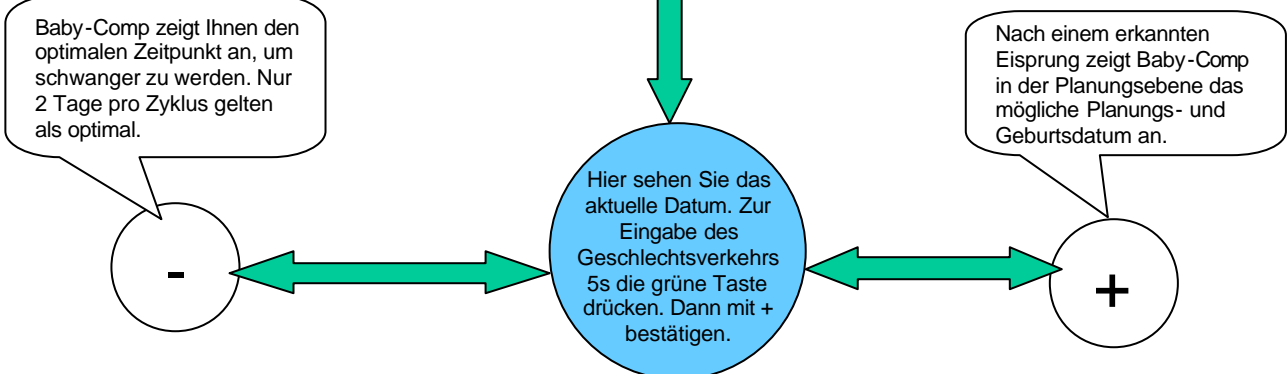 Baby-Comp zeigt Ihnen den
optimalen Zeitpunkt an, um
schwanger zu werden. Nur
2 Tage pro Zyklus gelten
als optimal.
Nach einem erkannten
Eisprung zeigt Baby-Comp
in der Planungsebene das
mögliche Planungs- und
Geburtsdatum an.
-
Hier sehen Sie das
aktuelle Datum. Zur
Eingabe des
Geschlechtsverkehrs
5s die grüne Taste
drücken. Dann mit +
bestätigen.
+